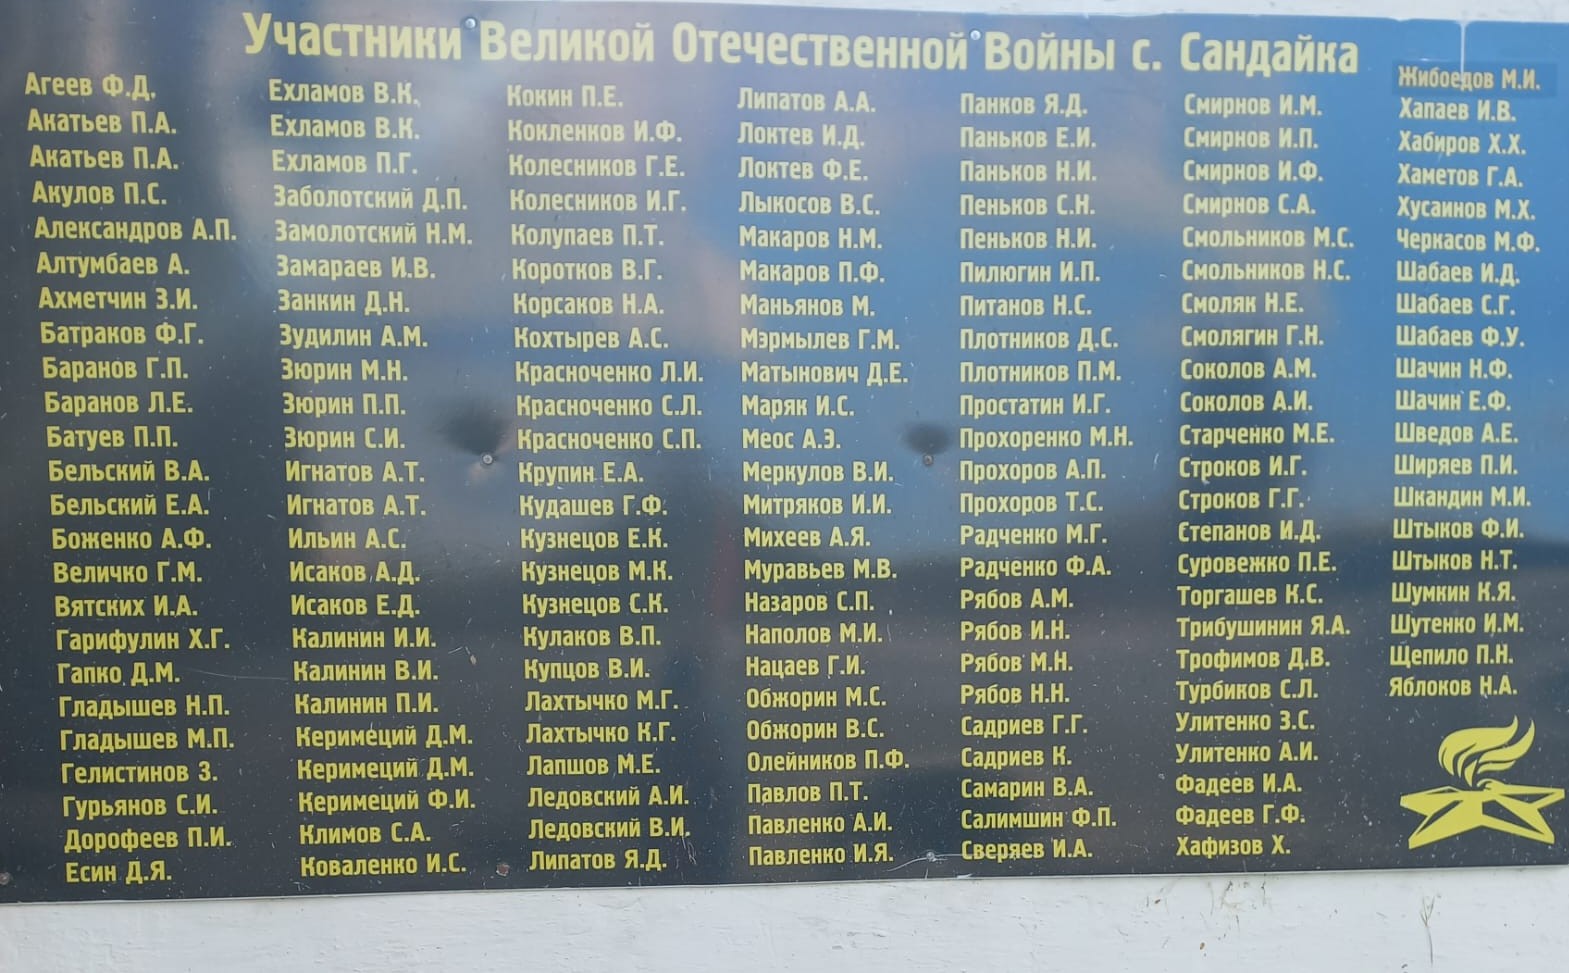 Участники Великой Отечественной Войны с. Сандайка
Агеев Ф.Д.
Акатьев П.А.
Акатьев П.А.
Акулов П.С.
Александров А.П.
Алтумбаев А.
Ахметчин З.И.
Батраков Ф.Г.
Баранов Г.П.
Баранов Л.Е.
Батуев П.П.
Бельский В.А.
Бельский Е.А.
Боженко А.Ф.
Величко Г.М.
Вятских И.А.
Гарифулин Х.Г.
Гапко Д.М.
Гладышев Н.П.
Гладышев М.П.
Гелистинов З.
Гурьянов С.И.
Дорофеев П.И.
Есин Д.Я.
Ехламов В.К.
Ехламов В.К.
Ехламов П.Г.
Заболотский Д.П.
Замолотский Н.М.
Замараев И.В.
Занкин Д.Н.
Зудилин А.М.
Зюрин М.Н.
Зюрин П.П.
Зюрин С.И.
Игнатов А.Т.
Игнатов А.Т.
Ильин А.С.
Исаков А.Д.
Исаков Е.Д.
Калинин И.И.
Калинин В.И.
Калинин П.И.
Керимеций Д.М.
Керимеций Д.М.
Керимеций Ф.И.
Климов С.А.
Коваленко И.С.
Кокин П.Е.
Кокленков И.Ф.
Колесников Г.Е.
Колесников И.Г.
Колупаев П.Т.
Коротков В.Г.
Корсаков Н.А.
Кохтырев А.С.
Красноченко Л.И.
Красноченко С.Л.
Красноченко С.П.
Крупин Е.А.
Кудашев Г.Ф.
Кузнецов Е.К.
Кузнецов М.К.
Кузнецов С.К.
Кулаков В.П.
Купцов В.И.
Лахтычко М.Г.
Лахтычко К.Г.
Лапшов М.Е.
Ледовский А.И.
Ледовский В.И.
Липатов Я.Д.
Липатов А.А.
Локтев И.Д.
Локтев Ф.Е.
Лыкосов В.С.
Макаров Н.М.
Макаров П.Ф.
Маньянов М.
Мэрмылев Г.М.
Матынович Д.Е.
Маряк И.С.
Меос А.Э.
Меркулов В.И.
Митряков И.И.
Михеев А.Я.
Муравьев М.В.
Назаров С.П.
Наполов М.И.
Нацаев Г.И.
Обжорин М.С.
Обжорин В.С.
Олейников П.Ф.
Павлов П.Т.
Павленко А.И.
Павленко И.Я.
Панков Я.Д.
Паньков Е.И.
Паньков Н.И.
Пеньков С.Н.
Пеньков Н.И.
Пилюгин И.П.
Питанов Н.С.
Плотников Д.С.
Плотников П.М.
Простатин И.Г.
Прохоренко М.Н.
Прохоров А.П.
Прохоров Т.С.
Радченко М.Г.
Радченко Ф.А.
Рябов А.М.
Рябов И.Н.
Рябов М.Н.
Рябов Н.Н.
Садриев Г.Г.
Садриев К.
Самарин В.А.
Салимшин Ф.П.
Сверяев И.А.
Смирнов И.М.
Смирнов И.П.
Смирнов И.Ф.
Смирнов С.А.
Смольников М.С.
Смольников Н.С.
Смоляк Н.Е.
Смолягин Г.Н.
Соколов А.М.
Соколов А.И.
Старченко М.Е.
Строков И.Г.
Строков Г.Г.
Степанов И.Д.
Суровежко П.Е.
Торгашев К.С.
Трибушинин Я.А.
Трофимов Д.В.
Турбиков С.Л.
Улитенко З.С.
Улитенко А.И.
Фадеев И.А.
Фадеев Г.Ф.
Хафизов Х.
Жибоедов М.И.
Хапаев И.В.
Хабиров Х.Х.
Хаметов Г.А.
Хусаинов М.Х.
Черкасов М.Ф.
Шабаев И.Д.
Шабаев С.Г.
Шабаев Ф.У.
Шачин Н.Ф.
Шачин Е.Ф.
Шведов А.Е.
Ширяев П.И.
Шкандин М.И.
Штыков Ф.И.
Штыков Н.Т.
Шумкин К.Я.
Шутенко И.М.
Щепило П.Н.
Яблоков Н.А.